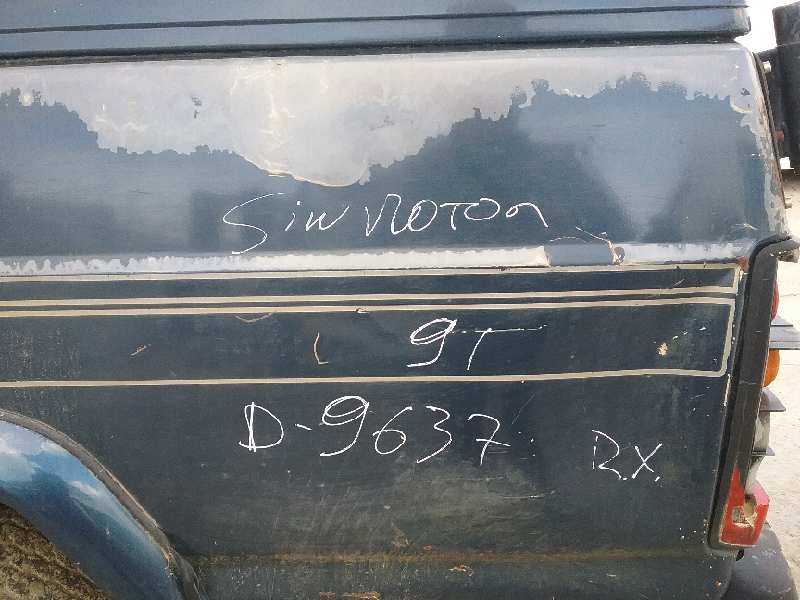 Sin MOTOR
9T
D-9637
R.X.